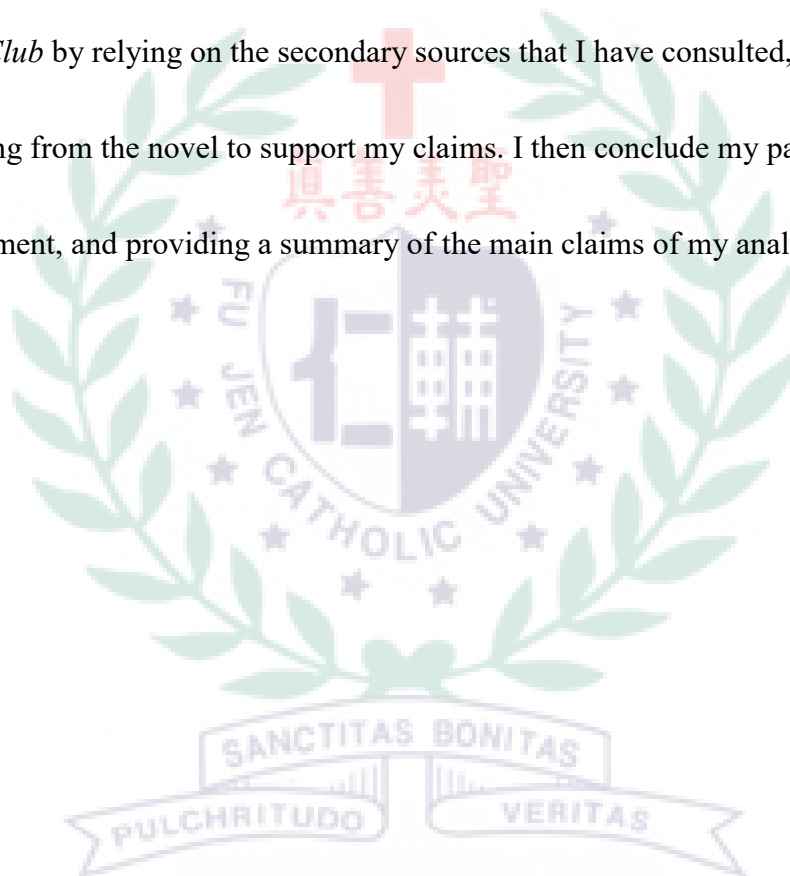 Club by relying on the secondary sources that I have consulted,
ng from the novel to support my claims. I then conclude my pa
真善美聖
ment, and providing a summary of the main claims of my anal
FU JEN CATHOLIC UNIVERSITY
仁輔
SANCTITAS BONITAS
PULCHRITUDO VERITAS